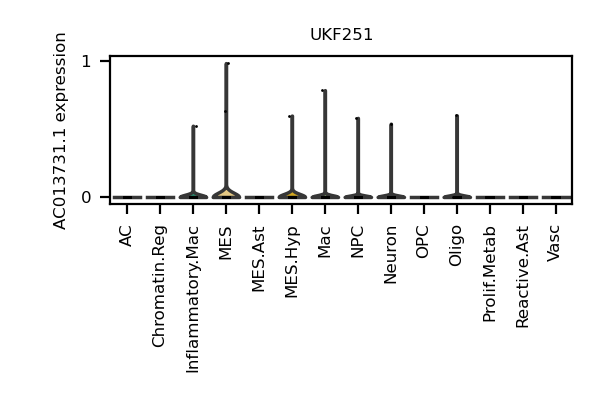 UKF251
AC013731.1 expression
1
0
AC
Chromatin.Reg
Inflammatory.Mac
MES
MES.Ast
MES.Hyp
Mac
NPC
Neuron
OPC
Oligo
Prolif.Metab
Reactive.Ast
Vasc